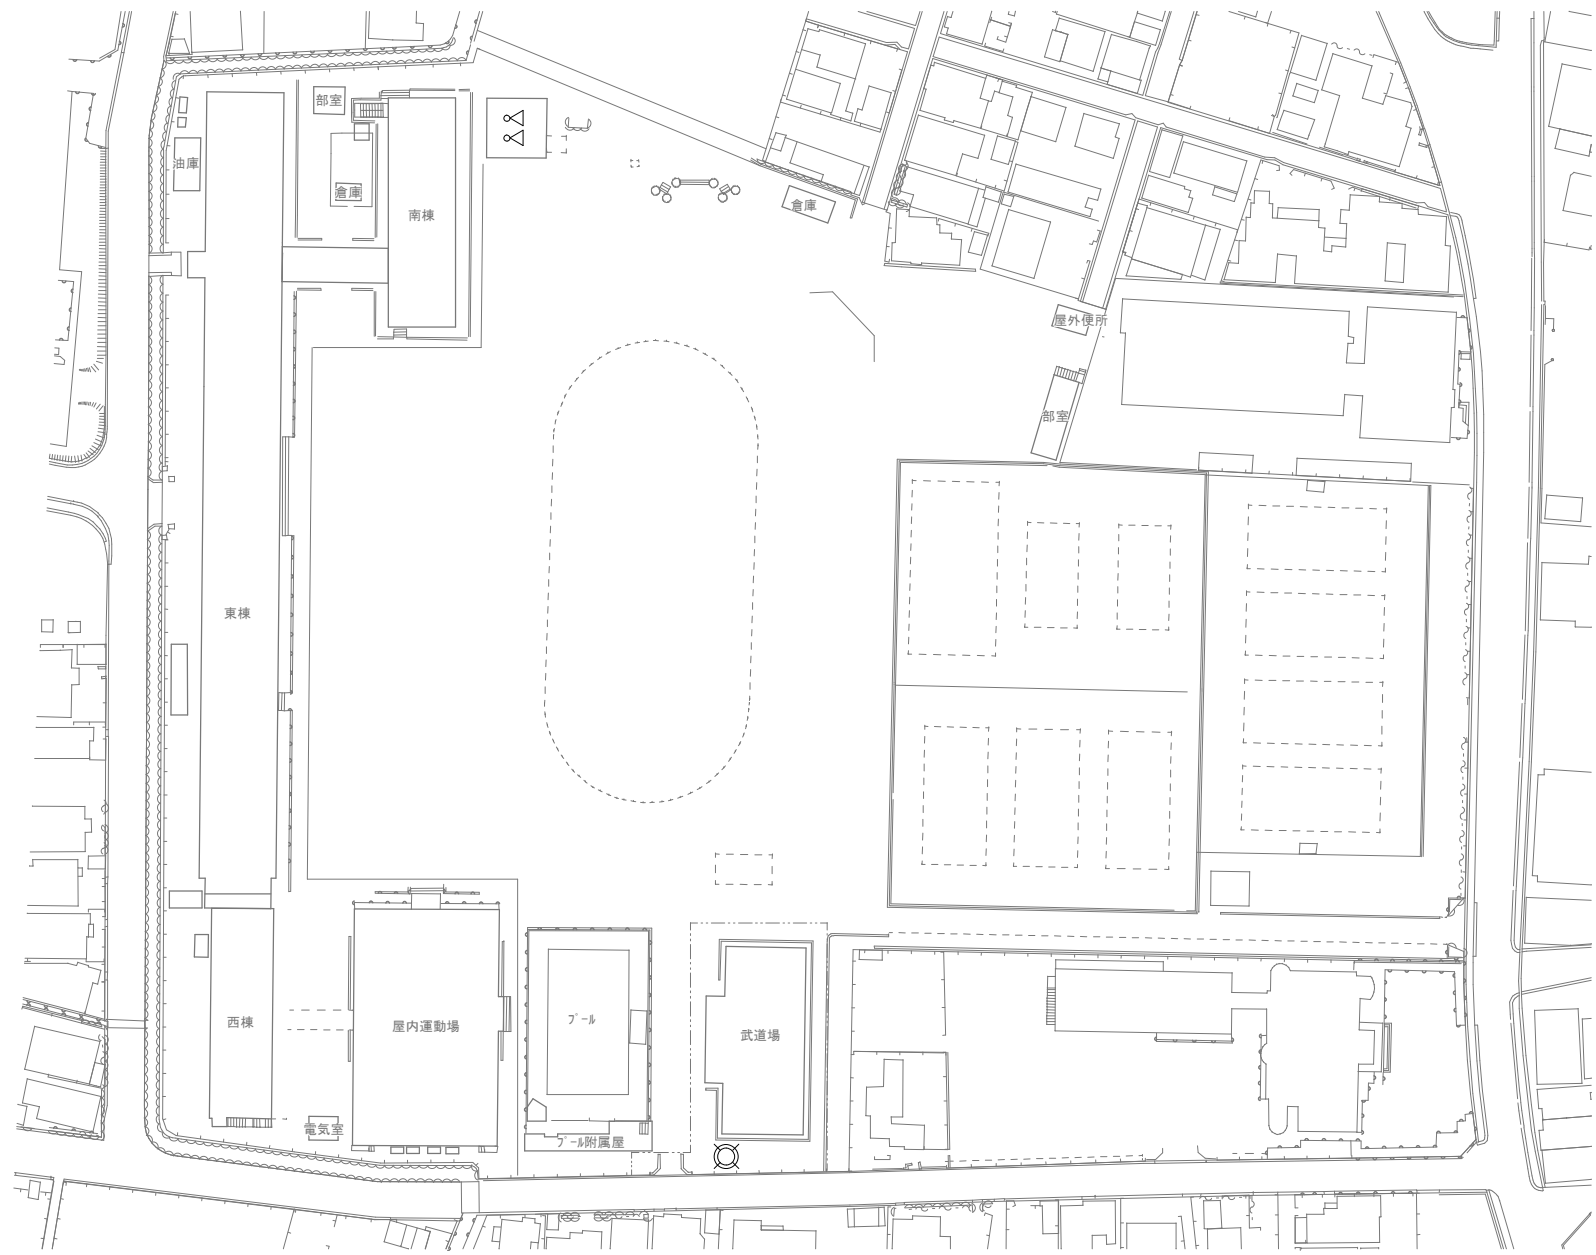 部室
油庫
倉庫
南棟
倉庫
屋外便所
部室
東棟
西棟
屋内運動場
プール
武道場
電気室
プール附属屋